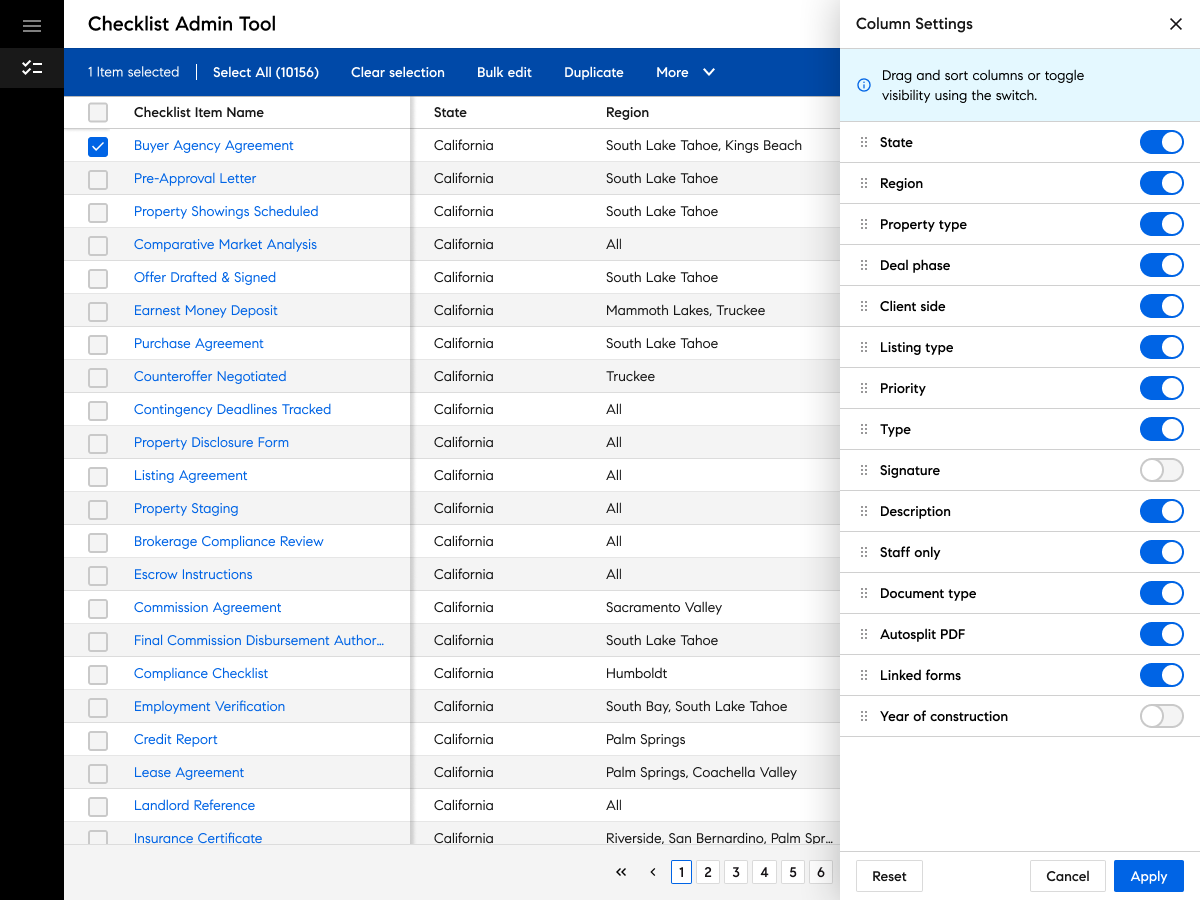 Checklist Admin Tool
1 Item selected
Select All (10156)
Clear selection
Bulk edit
Duplicate
More
Checklist Item Name State Region
Buyer Agency Agreement California South Lake Tahoe, Kings Beach
Pre-Approval Letter California South Lake Tahoe
Property Showings Scheduled California South Lake Tahoe
Comparative Market Analysis California All
Offer Drafted & Signed California South Lake Tahoe
Earnest Money Deposit California Mammoth Lakes, Truckee
Purchase Agreement California South Lake Tahoe
Counteroffer Negotiated California Truckee
Contingency Deadlines Tracked California All
Property Disclosure Form California All
Listing Agreement California All
Property Staging California All
Brokerage Compliance Review California All
Escrow Instructions California All
Commission Agreement California Sacramento Valley
Final Commission Disbursement Author... California South Lake Tahoe
Compliance Checklist California Humboldt
Employment Verification California South Bay, South Lake Tahoe
Credit Report California Palm Springs
Lease Agreement California Palm Springs, Coachella Valley
Landlord Reference California All
Insurance Certificate California Riverside, San Bernardino, Palm Spr...
1 2 3 4 5 6
Column Settings
Drag and sort columns or toggle
visibility using the switch.
State
Region
Property type
Deal phase
Client side
Listing type
Priority
Type
Signature
Description
Staff only
Document type
Autosplit PDF
Linked forms
Year of construction
Reset
Cancel
Apply